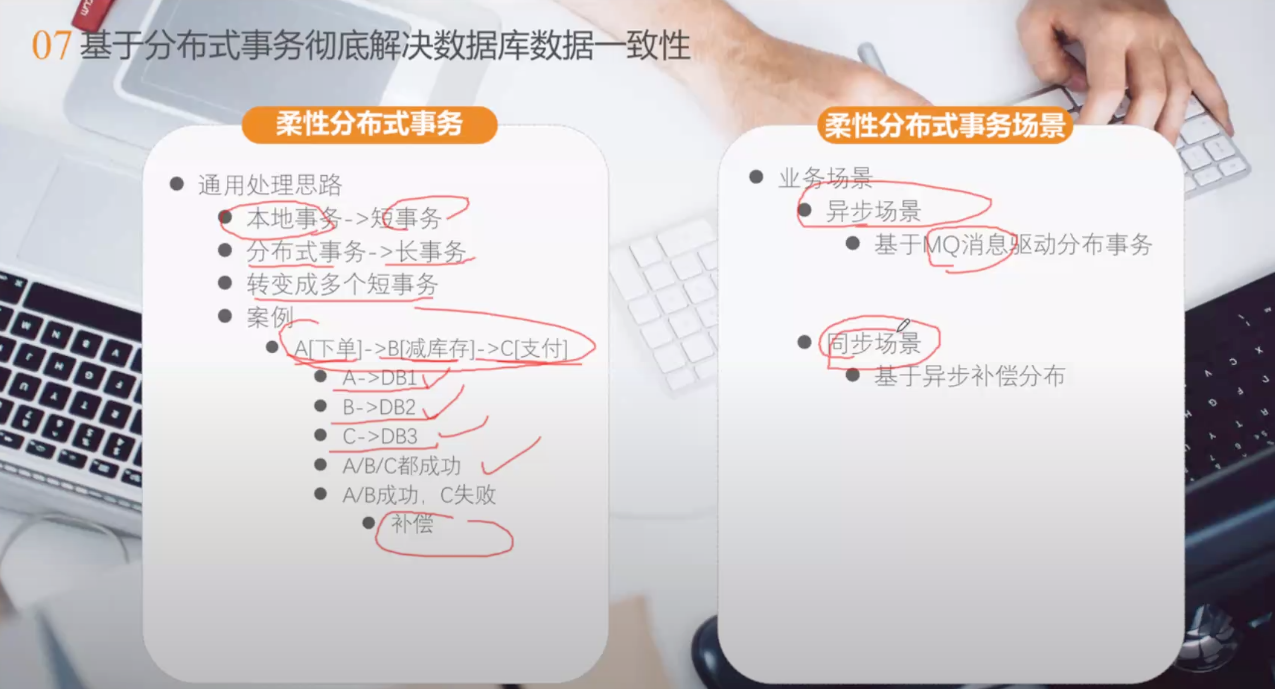 07 基于分布式事务彻底解决数据库数据一致性
柔性分布式事务
通用处理思路
本地事务->短事务
分布式事务->长事务
转变成多个短事务
案例
A[下单]->B[减库存]->C[支付]
A->DB1
B->DB2
C->DB3
A/B/C都成功
A/B成功，C失败
补偿
柔性分布式事务场景
业务场景
异步场景
基于MQ消息驱动分布事务
同步场景
基于异步补偿分布